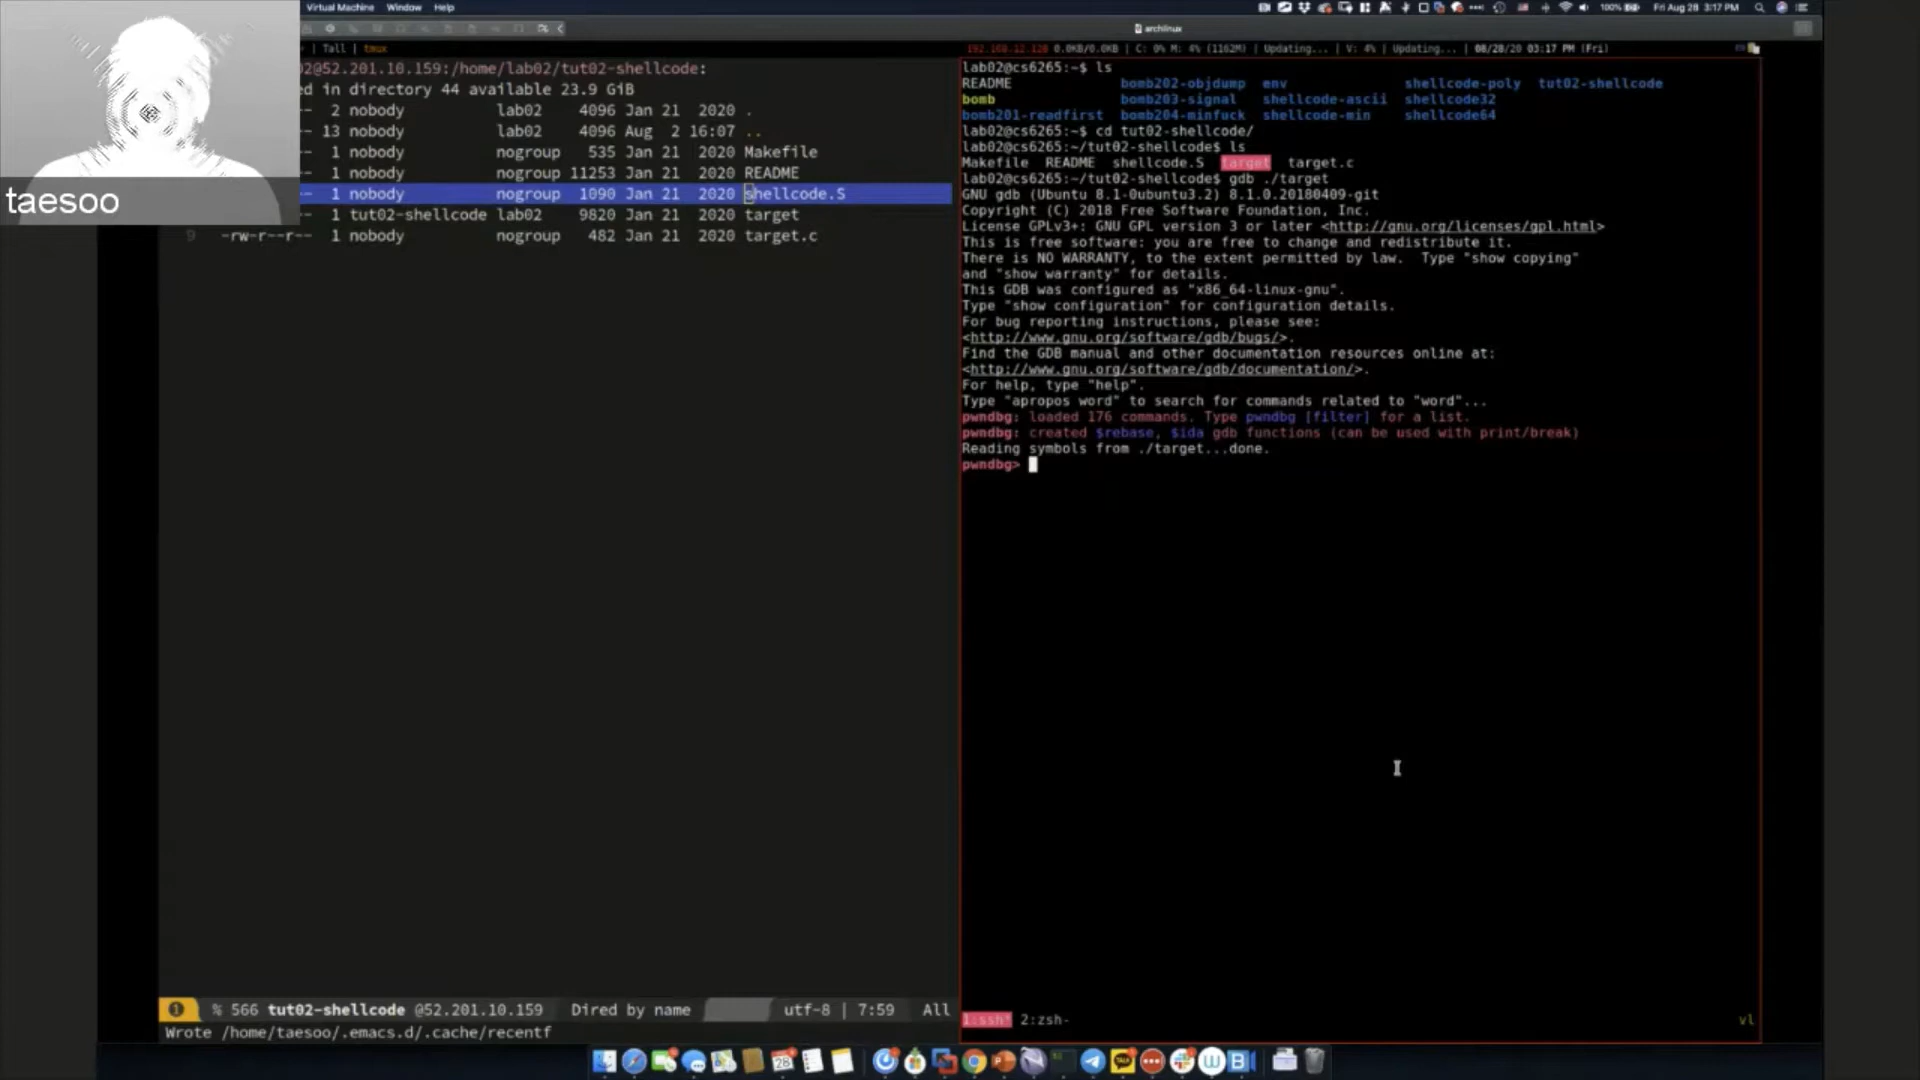 Virtual Machine Window Help
100% Fri Aug 28 3:17 PM
archlinux
| Tall | tmux
192.168.12.128 0.0KB/0.0KB | C: 0% M: 4% (1162M) | Updating... | V: 4% | Updating... | 08/28/20 03:17 PM (Fri)
taesoo
02@52.201.10.159:/home/lab02/tut02-shellcode:
ed in directory 44 available 23.9 GiB
-- 2 nobody lab02 4096 Jan 21 2020 .
-- 13 nobody lab02 4096 Aug 2 16:07 ..
-- 1 nobody nogroup 535 Jan 21 2020 Makefile
-- 1 nobody nogroup 11253 Jan 21 2020 README
-- 1 nobody nogroup 1090 Jan 21 2020 shellcode.S
-- 1 tut02-shellcode lab02 9820 Jan 21 2020 target
9 -rw-r--r-- 1 nobody nogroup 482 Jan 21 2020 target.c
1 % 566 tut02-shellcode @52.201.10.159 Dired by name utf-8 | 7:59 All
Wrote /home/taesoo/.emacs.d/.cache/recentf
lab02@cs6265:~$ ls
README bomb202-objdump env shellcode-poly tut02-shellcode
bomb bomb203-signal shellcode-ascii shellcode32
bomb201-readfirst bomb204-minfuck shellcode-min shellcode64
lab02@cs6265:~$ cd tut02-shellcode/
lab02@cs6265:~/tut02-shellcode$ ls
Makefile README shellcode.S target target.c
lab02@cs6265:~/tut02-shellcode$ gdb ./target
GNU gdb (Ubuntu 8.1-0ubuntu3.2) 8.1.0.20180409-git
Copyright (C) 2018 Free Software Foundation, Inc.
License GPLv3+: GNU GPL version 3 or later <http://gnu.org/licenses/gpl.html>
This is free software: you are free to change and redistribute it.
There is NO WARRANTY, to the extent permitted by law. Type "show copying"
and "show warranty" for details.
This GDB was configured as "x86_64-linux-gnu".
Type "show configuration" for configuration details.
For bug reporting instructions, please see:
<http://www.gnu.org/software/gdb/bugs/>.
Find the GDB manual and other documentation resources online at:
<http://www.gnu.org/software/gdb/documentation/>.
For help, type "help".
Type "apropos word" to search for commands related to "word"...
pwndbg: loaded 176 commands. Type pwndbg [filter] for a list.
pwndbg: created $rebase, $ida gdb functions (can be used with print/break)
Reading symbols from ./target...done.
pwndbg>
1:ssh* 2:zsh-
vl